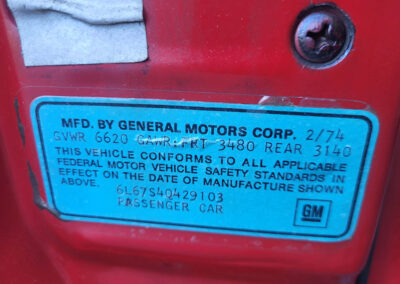 MFD. BY GENERAL MOTORS CORP. 2/74
GVWR 6620 GAWR:FRT 3480 REAR 3140
THIS VEHICLE CONFORMS TO ALL APPLICABLE
FEDERAL MOTOR VEHICLE SAFETY STANDARDS IN
EFFECT ON THE DATE OF MANUFACTURE SHOWN
ABOVE.
6L67S4Q429103
PASSENGER CAR
GM